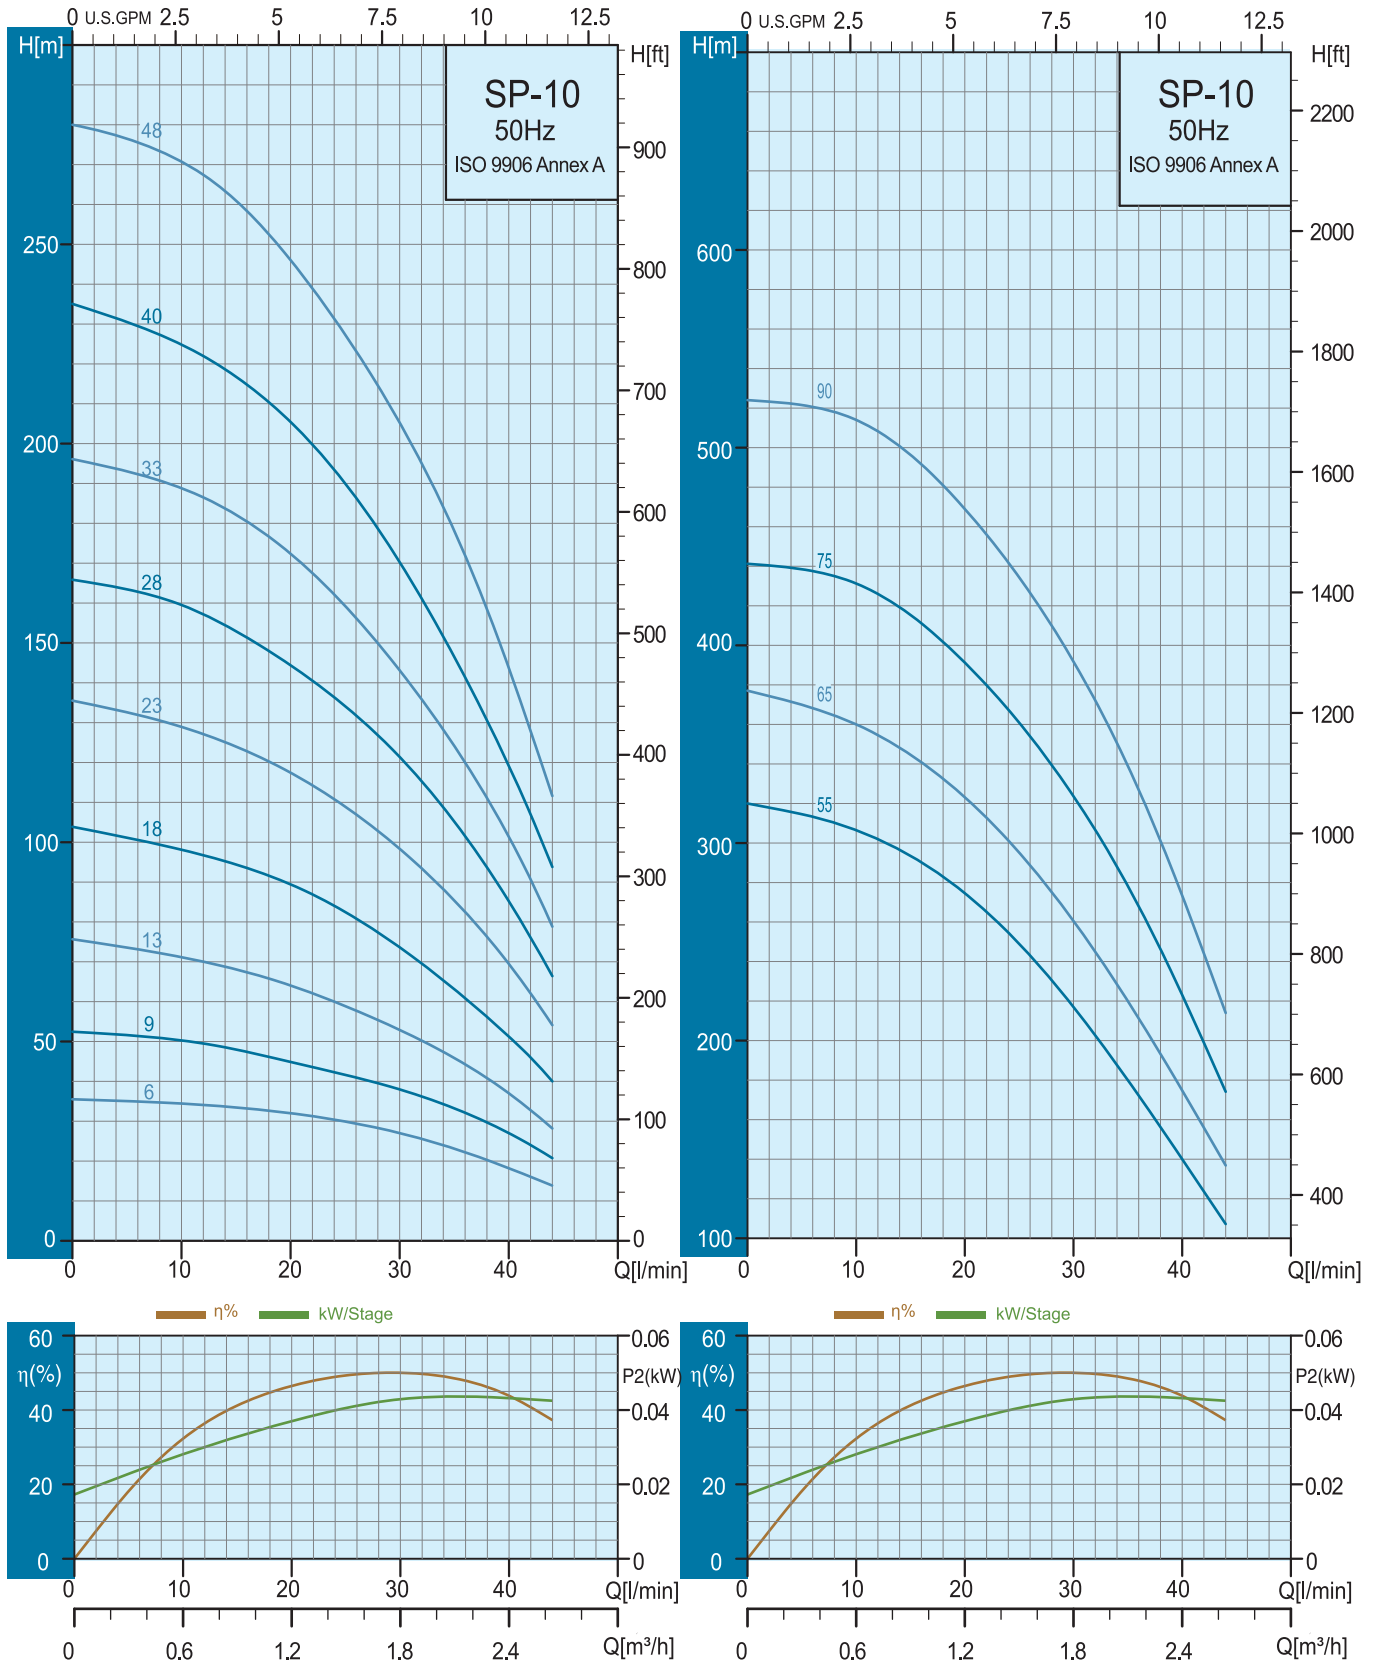 0 U.S.GPM 2.5 5 7.5 10 12.5
H[m]
H[ft]
SP-10
50Hz
ISO 9906 Annex A
48
40
33
28
23
18
13
9
6
250
200
150
100
50
0
900
800
700
600
500
400
300
200
100
0
0 10 20 30 40 Q[l/min]
η% kW/Stage
60
η(%)
40
20
0
0.06
P2(kW)
0.04
0.02
0
0 10 20 30 40 Q[l/min]
0 0.6 1.2 1.8 2.4 Q[m³/h]
0 U.S.GPM 2.5 5 7.5 10 12.5
H[m]
H[ft]
SP-10
50Hz
ISO 9906 Annex A
90
75
65
55
600
500
400
300
200
100
2200
2000
1800
1600
1400
1200
1000
800
600
400
0 10 20 30 40 Q[l/min]
η% kW/Stage
60
η(%)
40
20
0
0.06
P2(kW)
0.04
0.02
0
0 10 20 30 40 Q[l/min]
0 0.6 1.2 1.8 2.4 Q[m³/h]